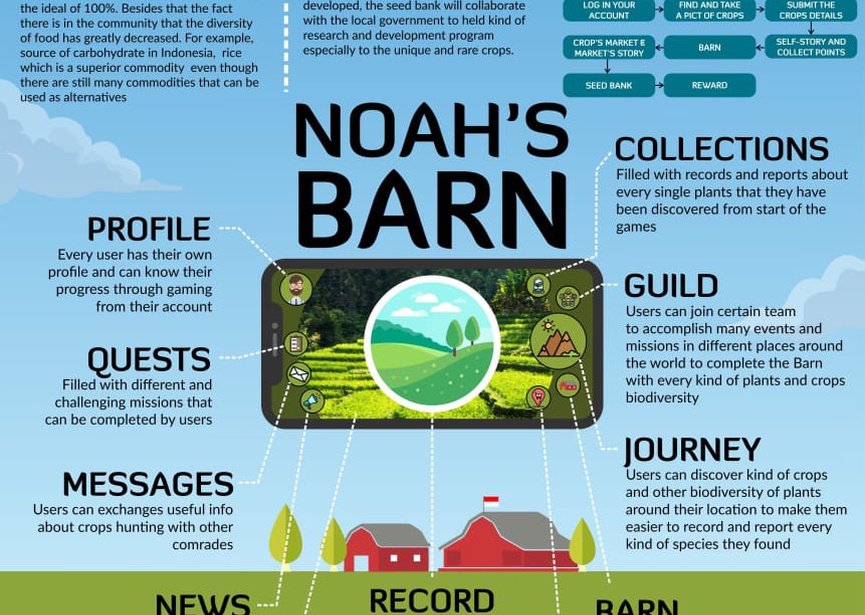 the ideal of 100%. Besides that the fact
there is in the community that the diversity
of food has greatly decreased. For example,
source of carbohydrate in Indonesia, rice
which is a superior commodity even though
there are still many commodities that can be
used as alternatives
developed, the seed bank will collaborate
with the local government to held kind of
research and development program
especially to the unique and rare crops.
LOG IN YOUR
ACCOUNT
FIND AND TAKE
A PICT OF CROPS
SUBMIT THE
CROPS DETAILS
CROP'S MARKET &
MARKET'S STORY
BARN
SELF-STORY AND
COLLECT POINTS
SEED BANK
REWARD
NOAH'S
BARN
PROFILE
Every user has their own
profile and can know their
progress through gaming
from their account
QUESTS
Filled with different and
challenging missions that
can be completed by users
MESSAGES
Users can exchanges useful info
about crops hunting with other
comrades
COLLECTIONS
Filled with records and reports about
every single plants that they have
been discovered from start of the
games
GUILD
Users can join certain team
to accomplish many events and
missions in different places around
the world to complete the Barn
with every kind of plants and crops
biodiversity
JOURNEY
Users can discover kind of crops
and other biodiversity of plants
around their location to make them
easier to record and report every
kind of species they found
NEWS
RECORD
BARN